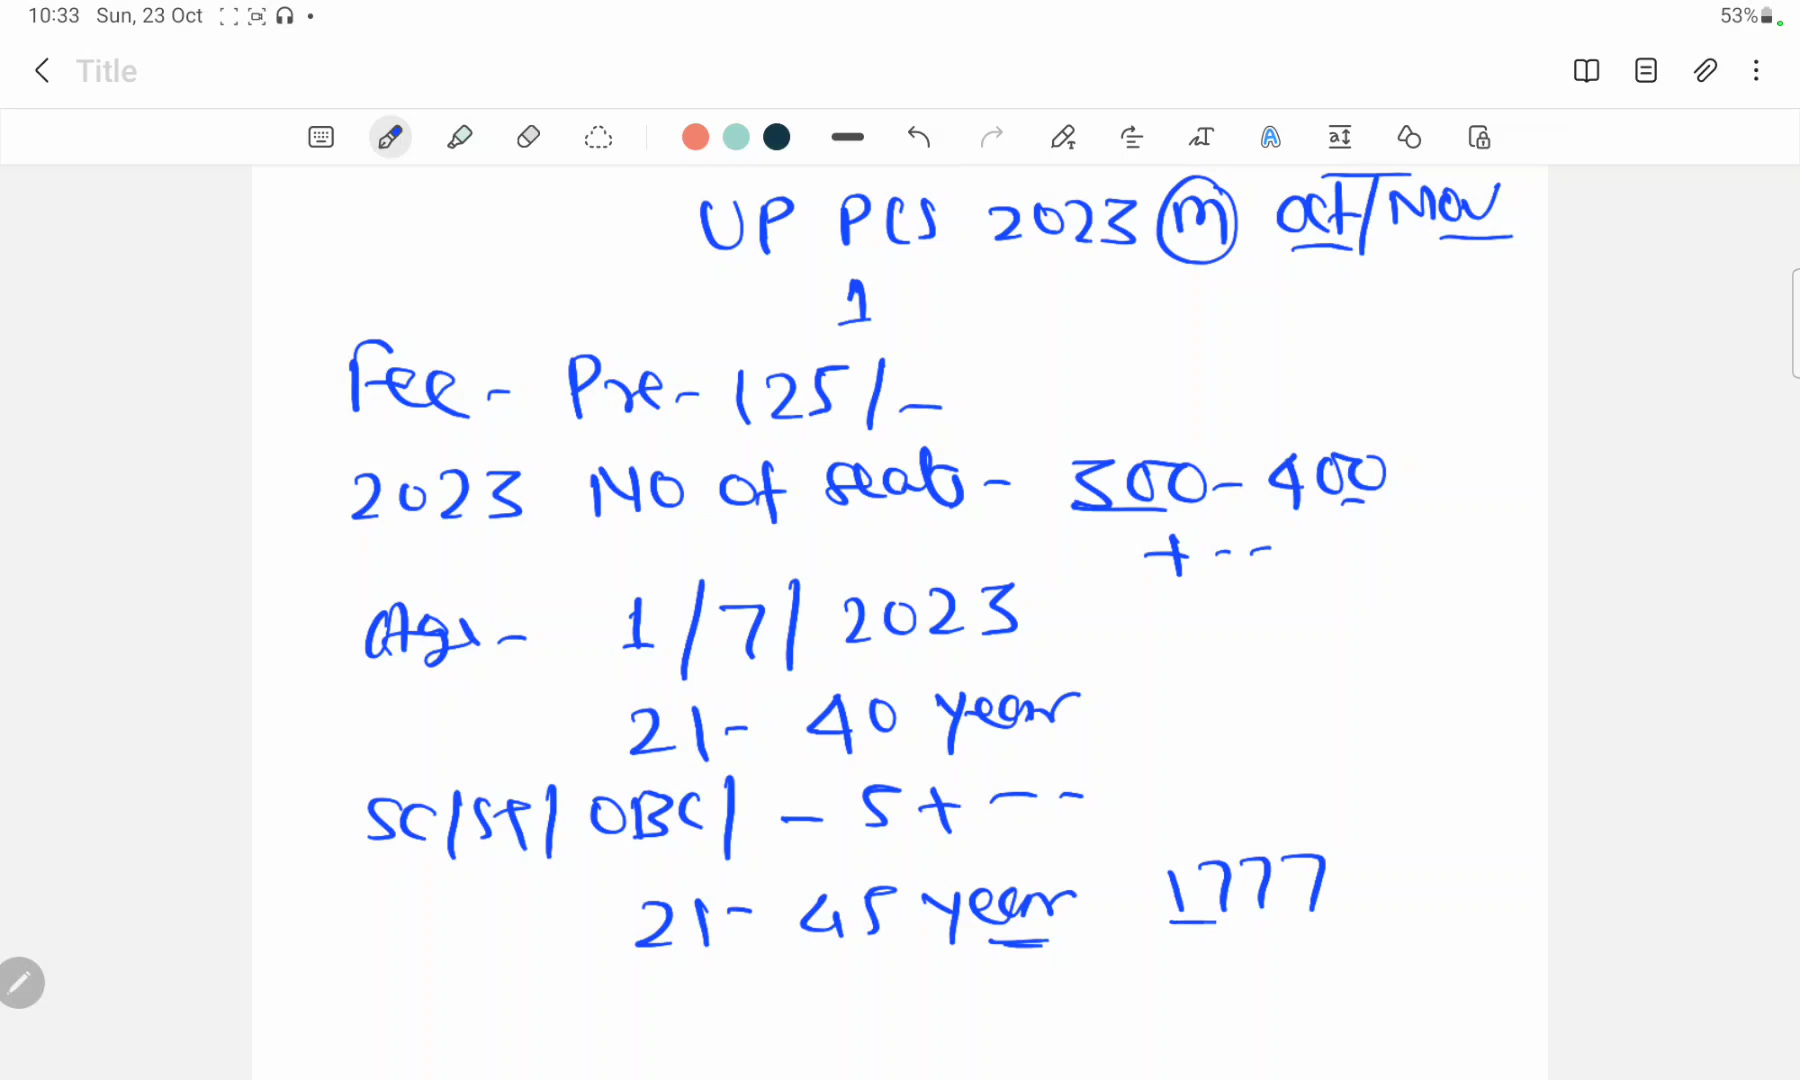 10:33 Sun, 23 Oct
53%
Title
UP PCS 2023 M Oct/Nov
1
Fee - Pre - 125/-
2023 NO Of seats - 300 - 400
+ --
Age - 1/7/2023
21 - 40 year
SC/ST/OBC/ - 5+ --
21 - 45 year 1777